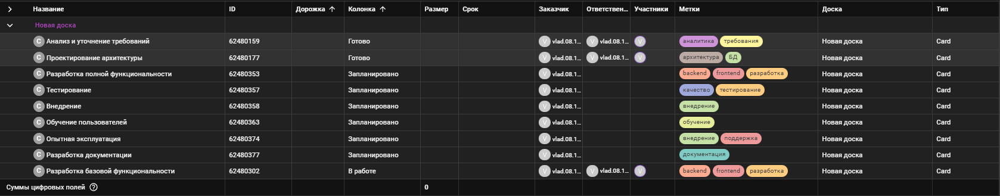 Название ID Дорожка Колонка Размер Срок Заказчик Ответствен... Участники Метки Доска Тип
Новая доска
C Анализ и уточнение требований 62480159 Готово V vlad.08.1... V vlad.08.1... V аналитика требования Новая доска Card
C Проектирование архитектуры 62480177 Готово V vlad.08.1... V vlad.08.1... V архитектура БД Новая доска Card
C Разработка полной функциональности 62480353 Запланировано V vlad.08.1... backend frontend разработка Новая доска Card
C Тестирование 62480357 Запланировано V vlad.08.1... качество тестирование Новая доска Card
C Внедрение 62480358 Запланировано V vlad.08.1... внедрение Новая доска Card
C Обучение пользователей 62480363 Запланировано V vlad.08.1... обучение Новая доска Card
C Опытная эксплуатация 62480374 Запланировано V vlad.08.1... внедрение поддержка Новая доска Card
C Разработка документации 62480377 Запланировано V vlad.08.1... документация Новая доска Card
C Разработка базовой функциональности 62480302 В работе V vlad.08.1... V vlad.08.1... V backend frontend разработка Новая доска Card
Суммы цифровых полей ? 0